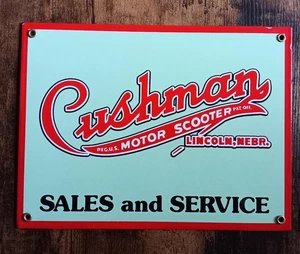 Cushman
REG.U.S. MOTOR SCOOTER PAT. OFF.
LINCOLN, NEBR.
SALES and SERVICE